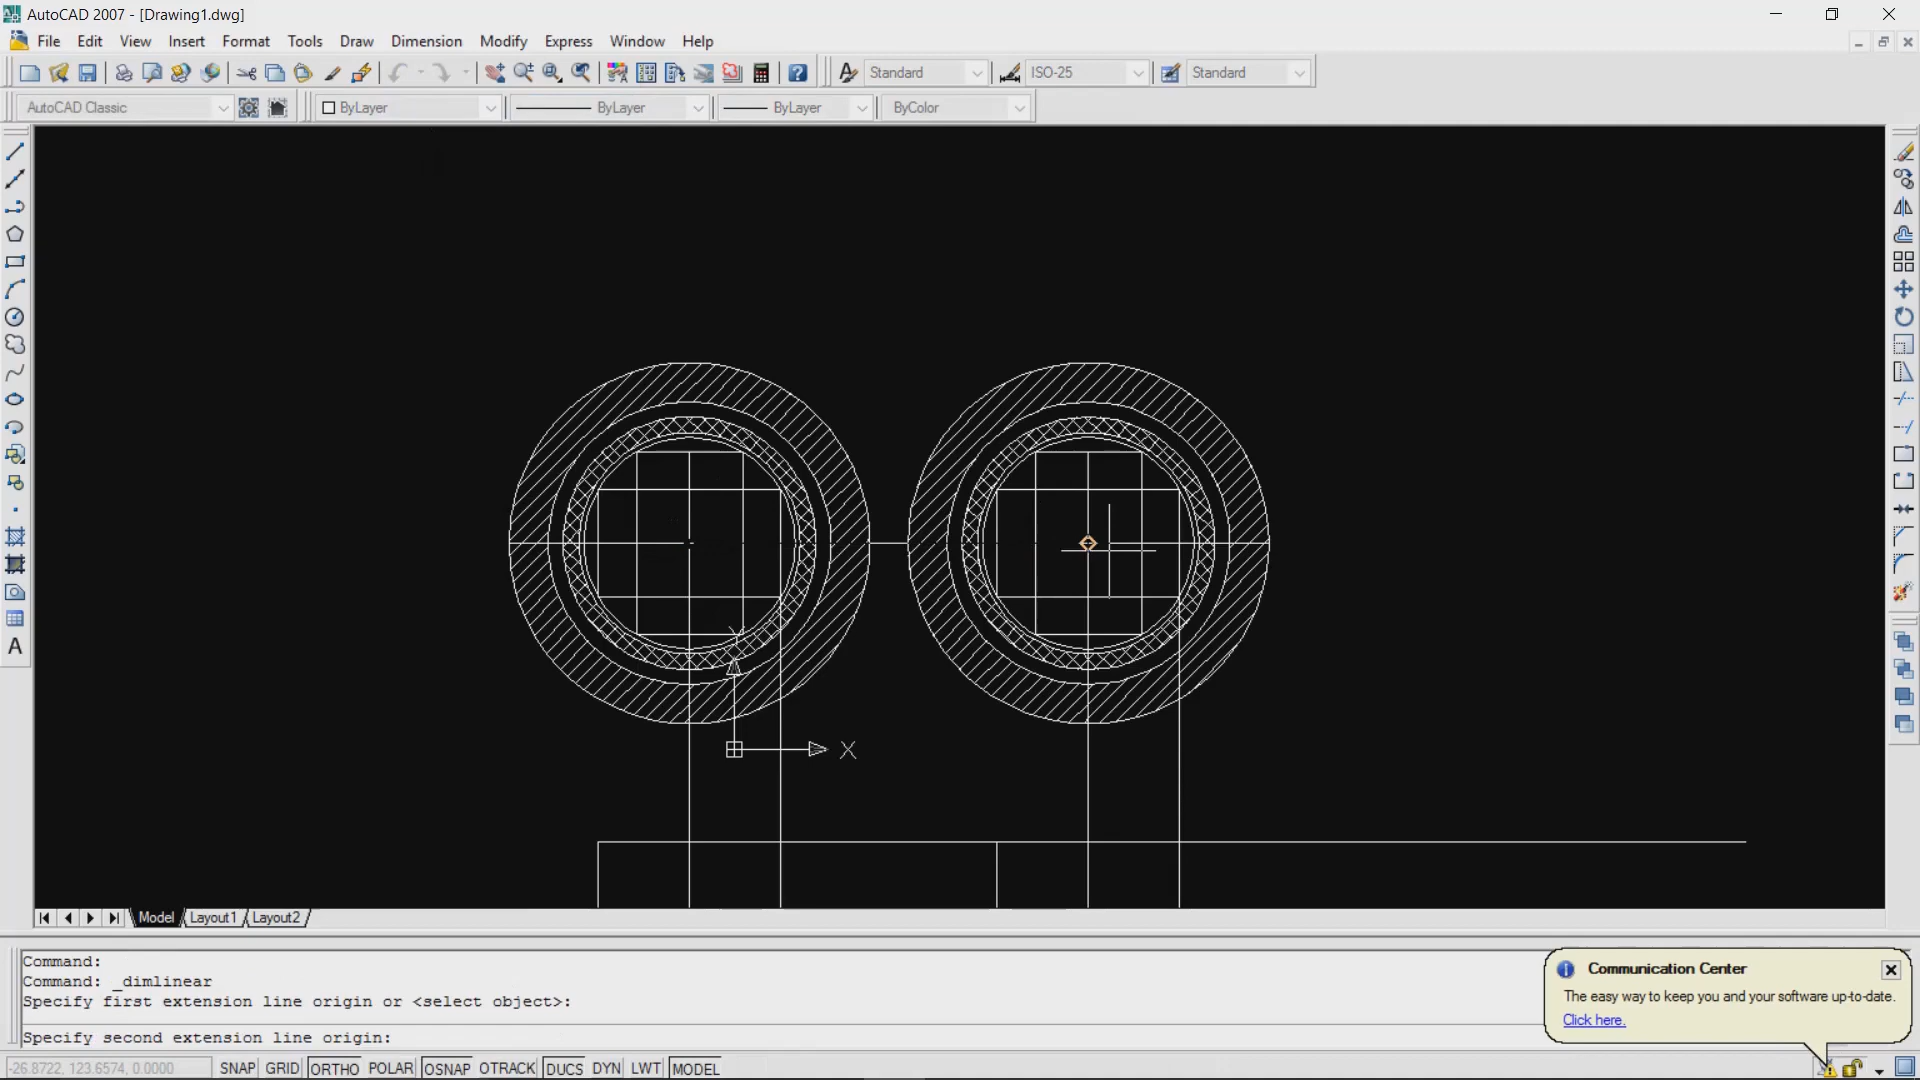 AutoCAD 2007 - [Drawing1.dwg]
File Edit View Insert Format Tools Draw Dimension Modify Express Window Help
Standard ISO-25 Standard
AutoCAD Classic ByLayer ByLayer ByLayer ByColor
A
Y
X
Model Layout1 Layout2
Command:
Command: _dimlinear
Specify first extension line origin or <select object>:
Specify second extension line origin:
Communication Center
The easy way to keep you and your software up-to-date.
Click here.
-26.8722, 123.6574, 0.0000 SNAP GRID ORTHO POLAR OSNAP OTRACK DUCS DYN LWT MODEL